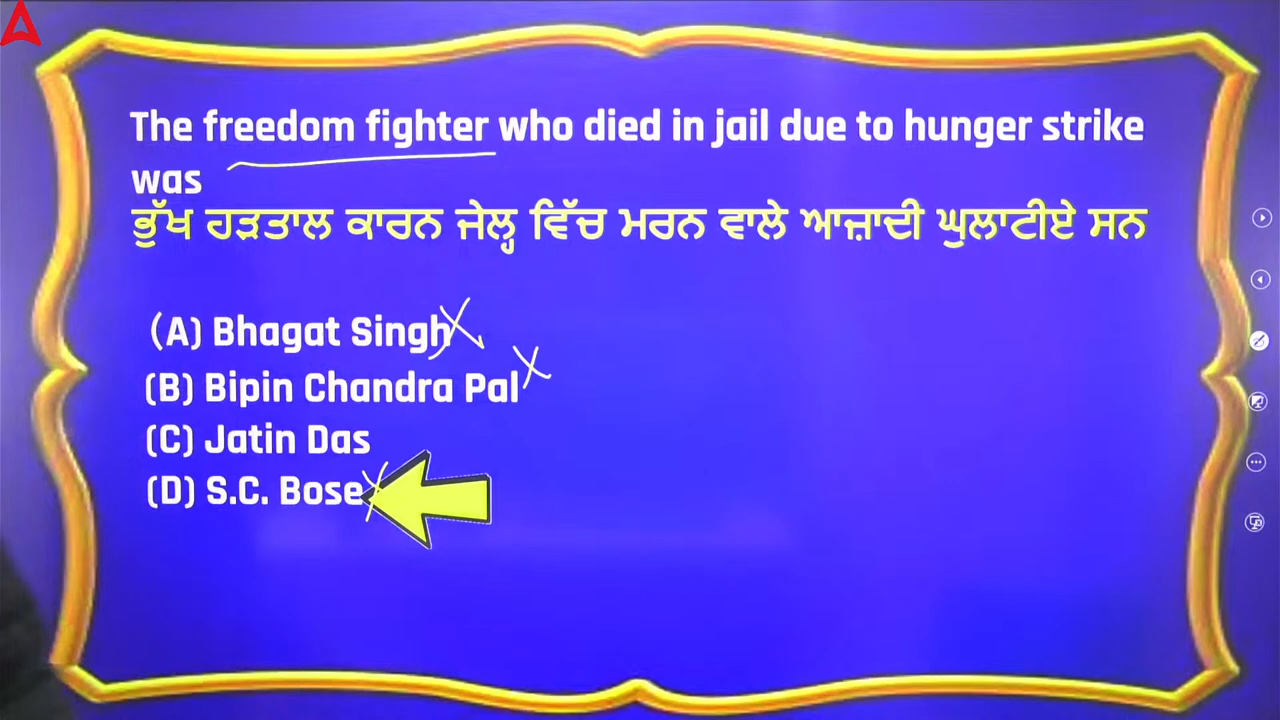 The freedom fighter who died in jail due to hunger strike
was
ਭੁੱਖ ਹੜਤਾਲ ਕਾਰਨ ਜੇਲ੍ਹ ਵਿੱਚ ਮਰਨ ਵਾਲੇ ਆਜ਼ਾਦੀ ਘੁਲਾਟੀਏ ਸਨ
(A) Bhagat Singh
(B) Bipin Chandra Pal
(C) Jatin Das
(D) S.C. Bose